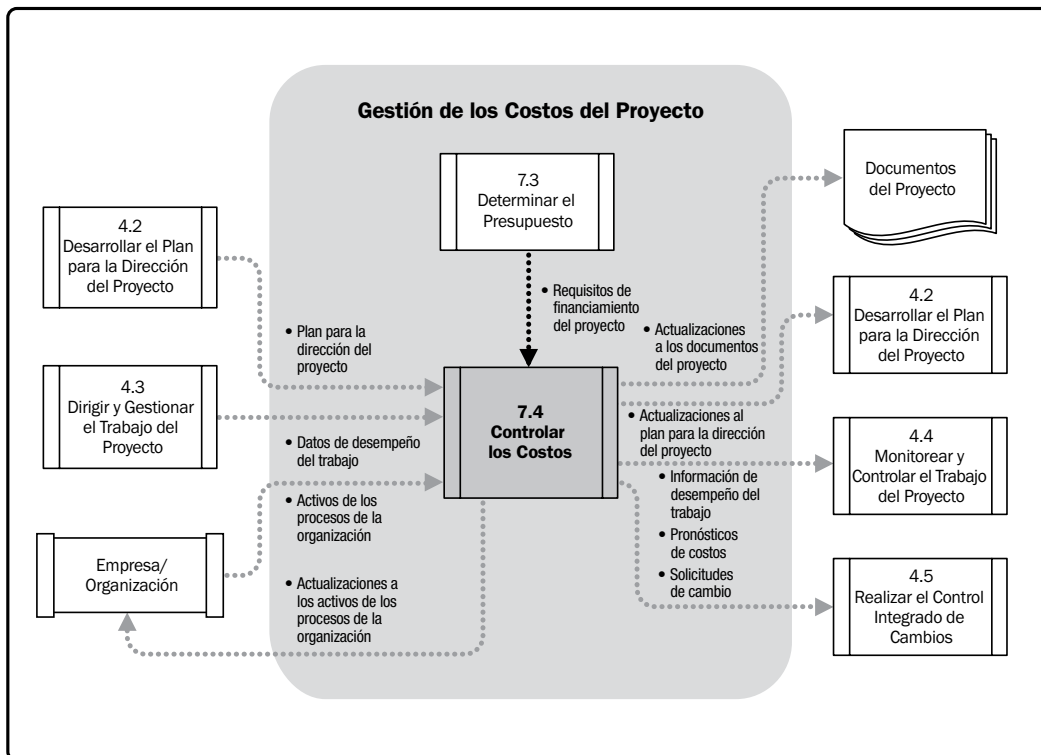 Gestión de los Costos del Proyecto
7.3
Determinar el
Presupuesto
Documentos
del Proyecto
4.2
Desarrollar el Plan
para la Dirección
del Proyecto
• Requisitos de
financiamiento
del proyecto
4.2
Desarrollar el Plan
para la Dirección
del Proyecto
• Plan para la
dirección del
proyecto
• Actualizaciones
a los documentos
del proyecto
4.3
Dirigir y Gestionar
el Trabajo del
Proyecto
7.4
Controlar
los Costos
• Datos de desempeño
del trabajo
• Actualizaciones al
plan para la dirección
del proyecto
4.4
Monitorear y
Controlar el Trabajo
del Proyecto
• Activos de los
procesos de la
organización
• Información de
desempeño del
trabajo
• Pronósticos
de costos
• Solicitudes
de cambio
Empresa/
Organización
• Actualizaciones a
los activos de los
procesos de la
organización
4.5
Realizar el Control
Integrado de
Cambios